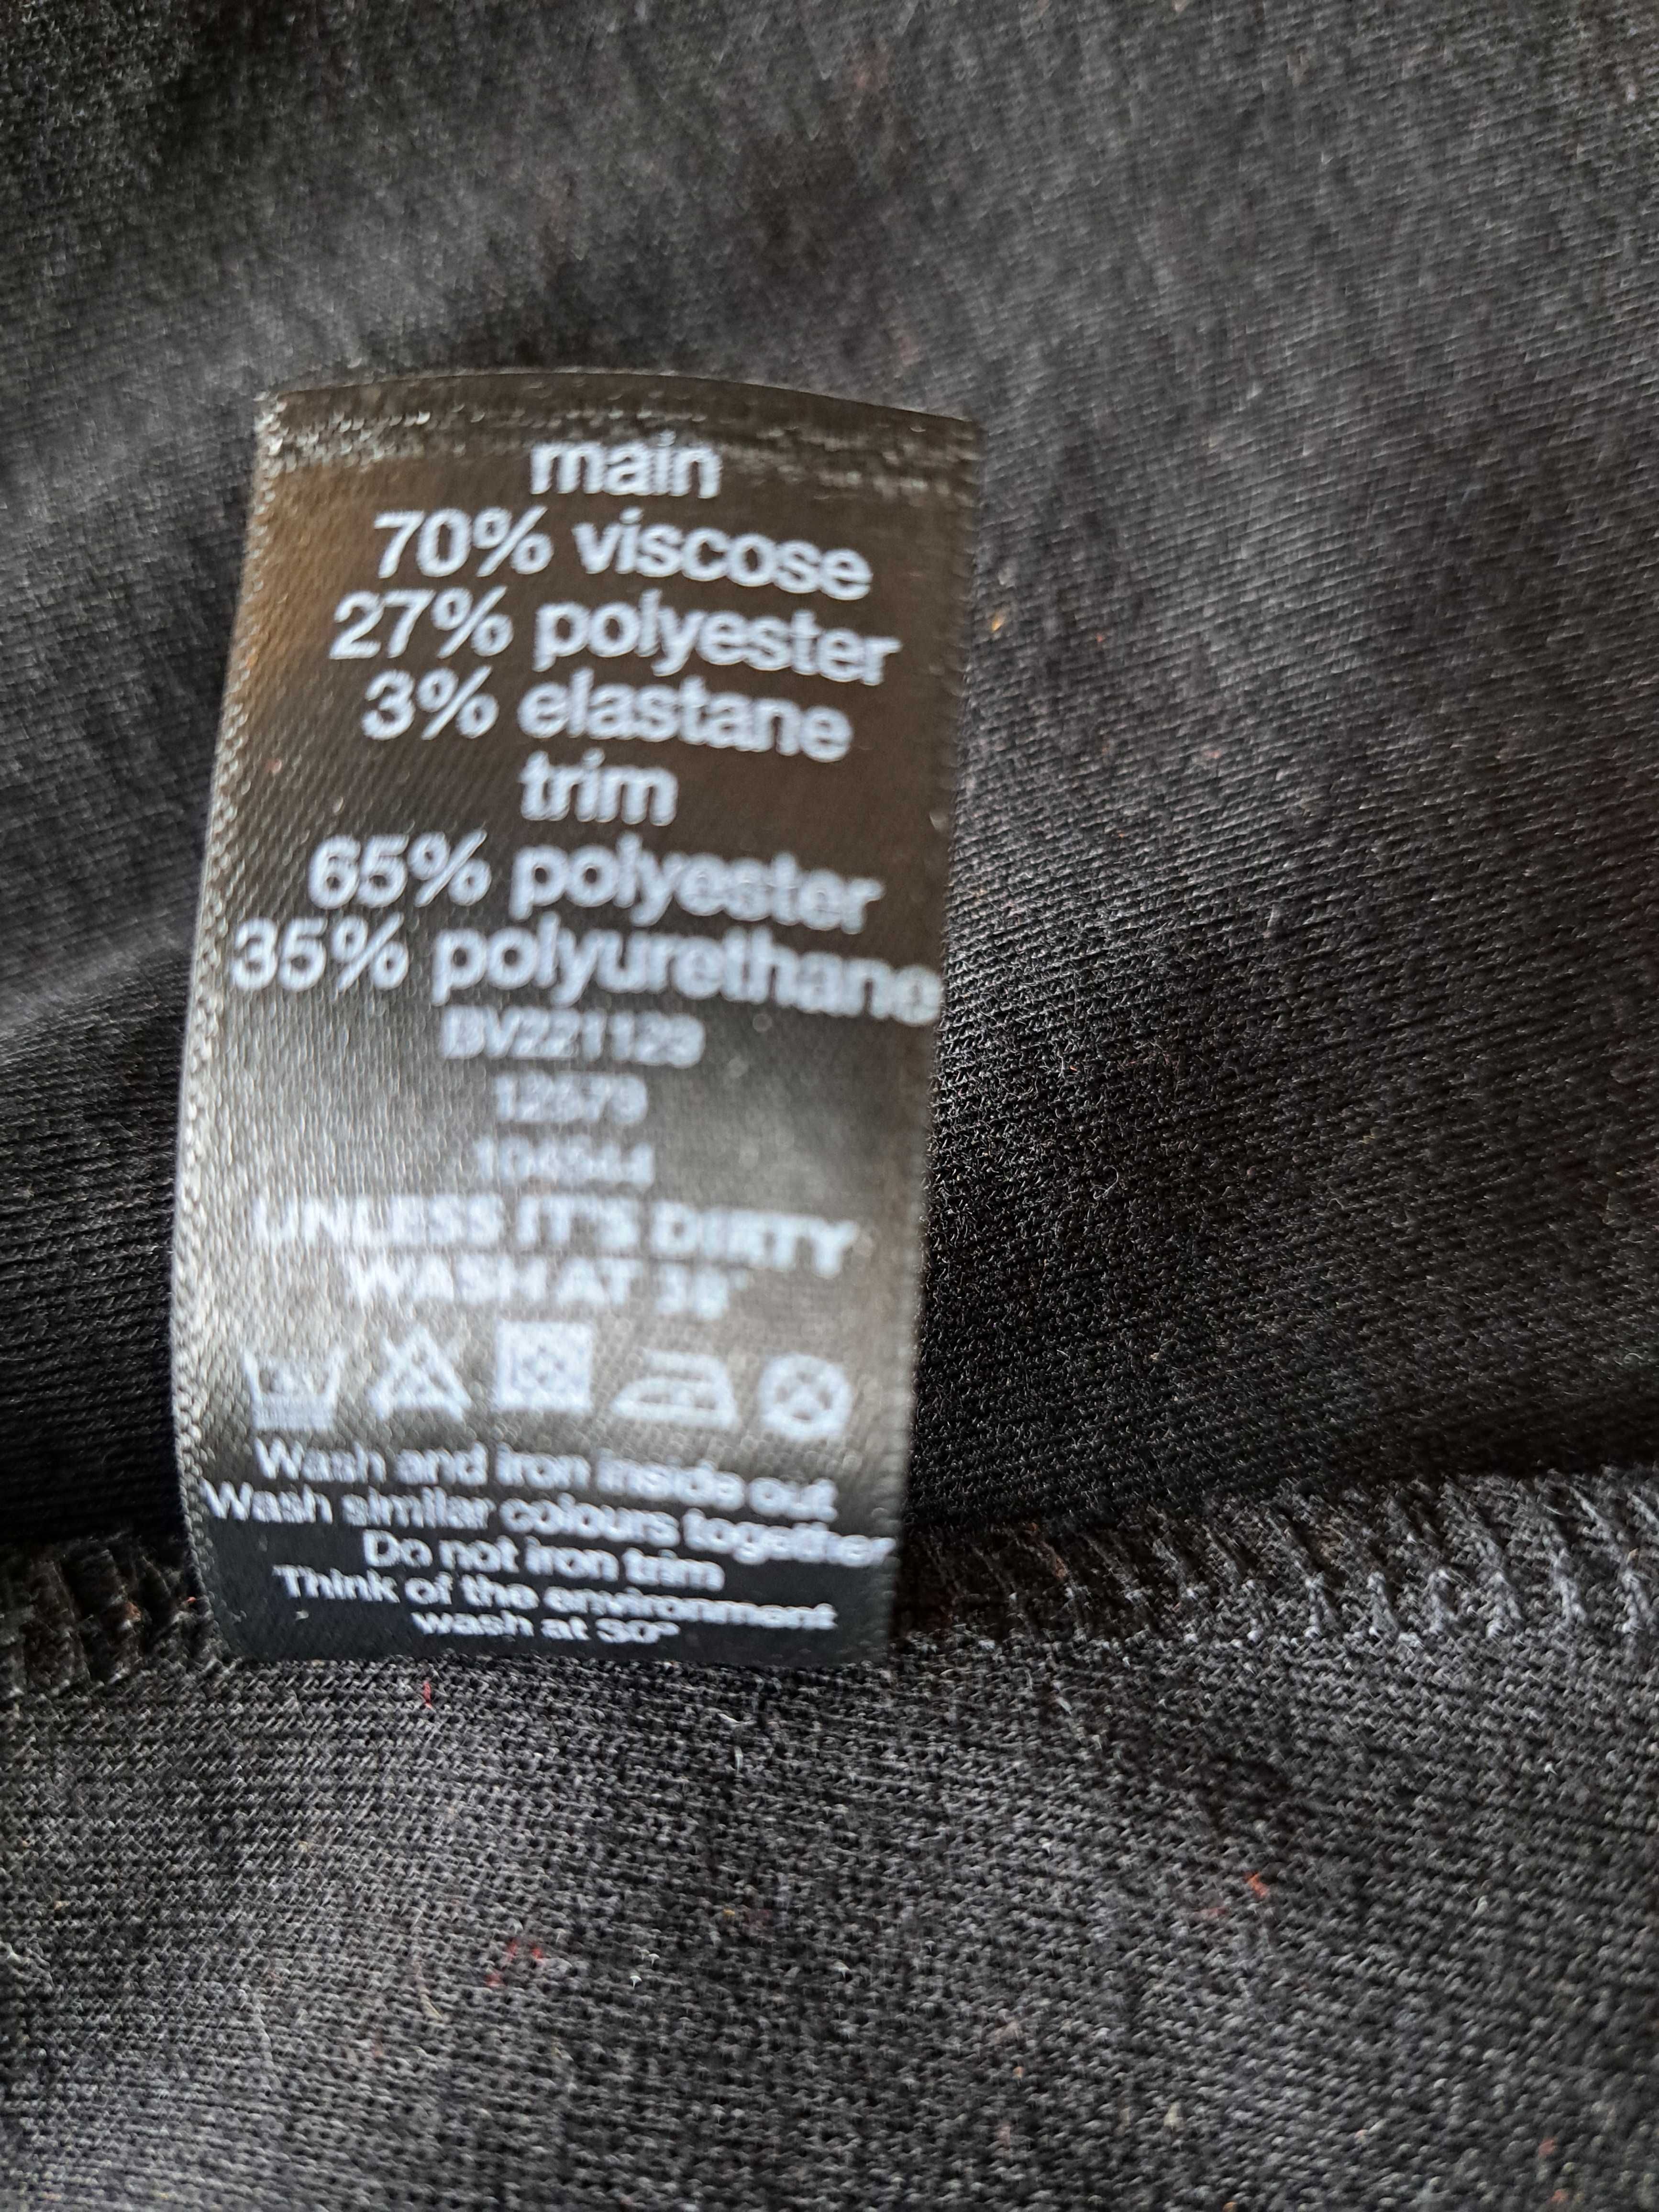 main
70% viscose
27% polyester
3% elastane
trim
65% polyester
35% polyurethane
BV221129
UNLESS IT'S DIRTY
WASH AT 30°
Wash and iron inside out
Wash similar colours together
Do not iron trim
Think of the environment
wash at 30°